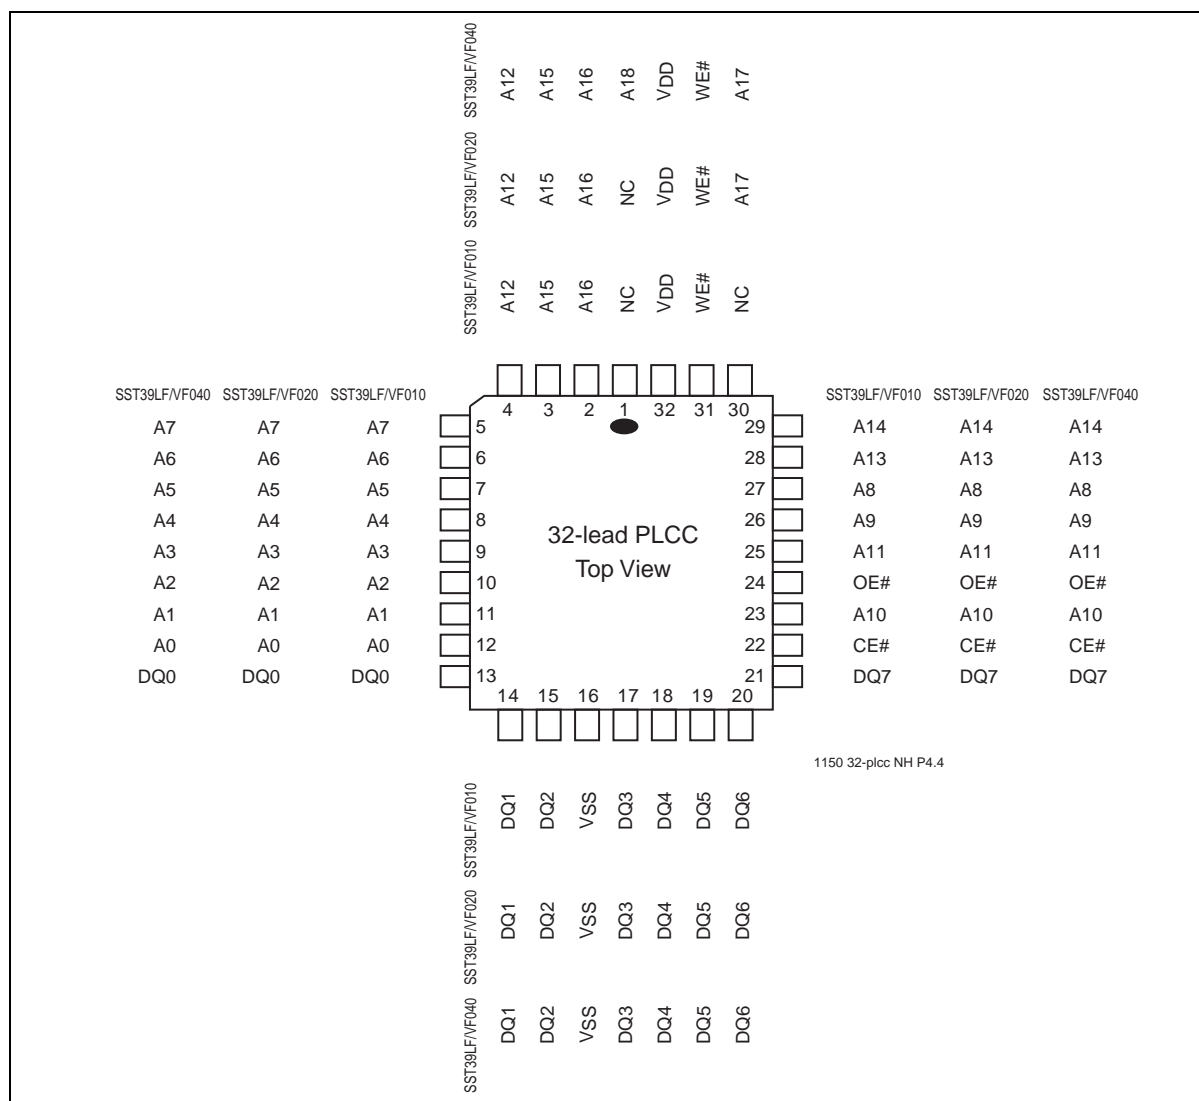 SST39LF/VF040 A12 A15 A16 A18 VDD WE# A17
SST39LF/VF020 A12 A15 A16 NC VDD WE# A17
SST39LF/VF010 A12 A15 A16 NC VDD WE# NC
SST39LF/VF040 SST39LF/VF020 SST39LF/VF010 4 3 2 1 32 31 30 SST39LF/VF010 SST39LF/VF020 SST39LF/VF040
A7 A7 A7 5 29 A14 A14 A14
A6 A6 A6 6 28 A13 A13 A13
A5 A5 A5 7 27 A8 A8 A8
A4 A4 A4 8 26 A9 A9 A9
32-lead PLCC
A3 A3 A3 9 25 A11 A11 A11
Top View
A2 A2 A2 10 24 OE# OE# OE#
A1 A1 A1 11 23 A10 A10 A10
A0 A0 A0 12 22 CE# CE# CE#
DQ0 DQ0 DQ0 13 21 DQ7 DQ7 DQ7
14 15 16 17 18 19 20
1150 32-plcc NH P4.4
SST39LF/VF010 DQ1 DQ2 VSS DQ3 DQ4 DQ5 DQ6
SST39LF/VF020 DQ1 DQ2 VSS DQ3 DQ4 DQ5 DQ6
SST39LF/VF040 DQ1 DQ2 VSS DQ3 DQ4 DQ5 DQ6